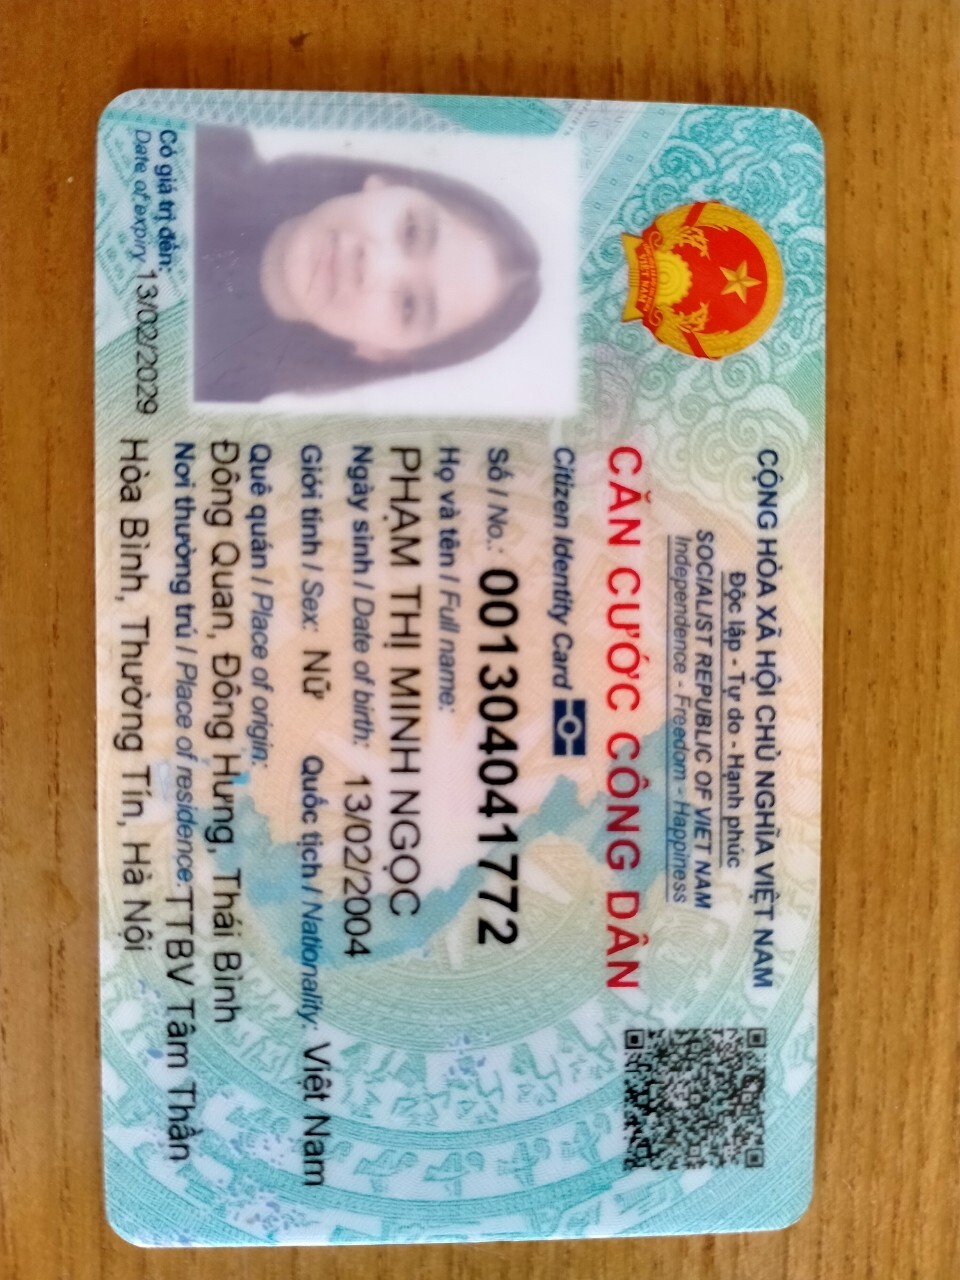 CỘNG HÒA XÃ HỘI CHỦ NGHĨA VIỆT NAM
Độc lập - Tự do - Hạnh phúc
SOCIALIST REPUBLIC OF VIET NAM
Independence - Freedom - Happiness
CĂN CƯỚC CÔNG DÂN
Citizen Identity Card
Số / No.: 001304041772
Họ và tên / Full name:
PHẠM THỊ MINH NGỌC
Ngày sinh / Date of birth: 13/02/2004
Giới tính / Sex: Nữ Quốc tịch / Nationality: Việt Nam
Quê quán / Place of origin:
Đông Quan, Đông Hưng, Thái Bình
Nơi thường trú / Place of residence: TTBV Tâm Thần
Hòa Bình, Thường Tín, Hà Nội
Có giá trị đến: 13/02/2029
Date of expiry
VIỆT NAM